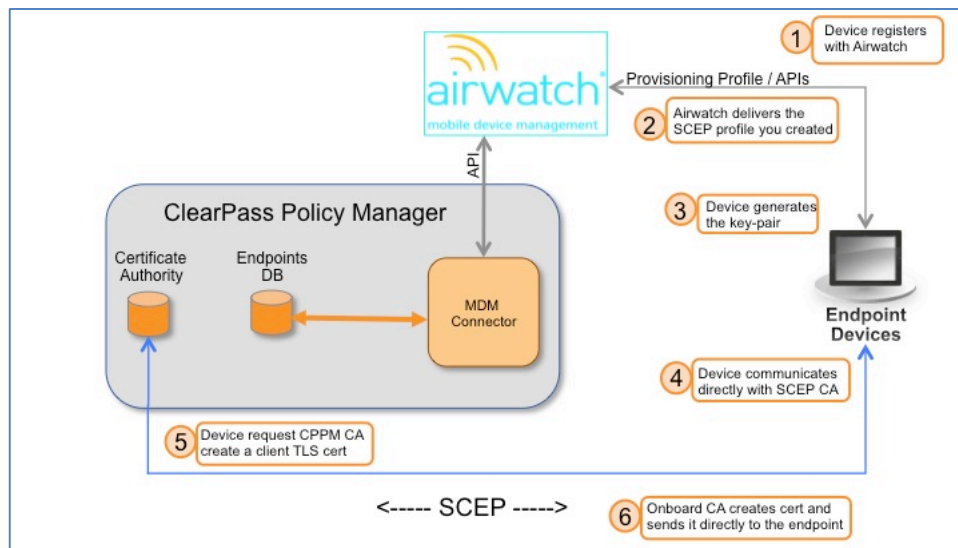 1
Device registers
with Airwatch
airwatch
mobile device management
Provisioning Profile / APIs
2
Airwatch delivers the
SCEP profile you created
API
ClearPass Policy Manager
3
Device generates
the key-pair
Certificate
Authority
Endpoints
DB
MDM
Connector
Endpoint
Devices
4
Device communicates
directly with SCEP CA
5
Device request CPPM CA
create a client TLS cert
<----- SCEP ----->
6
Onboard CA creates cert and
sends it directly to the endpoint